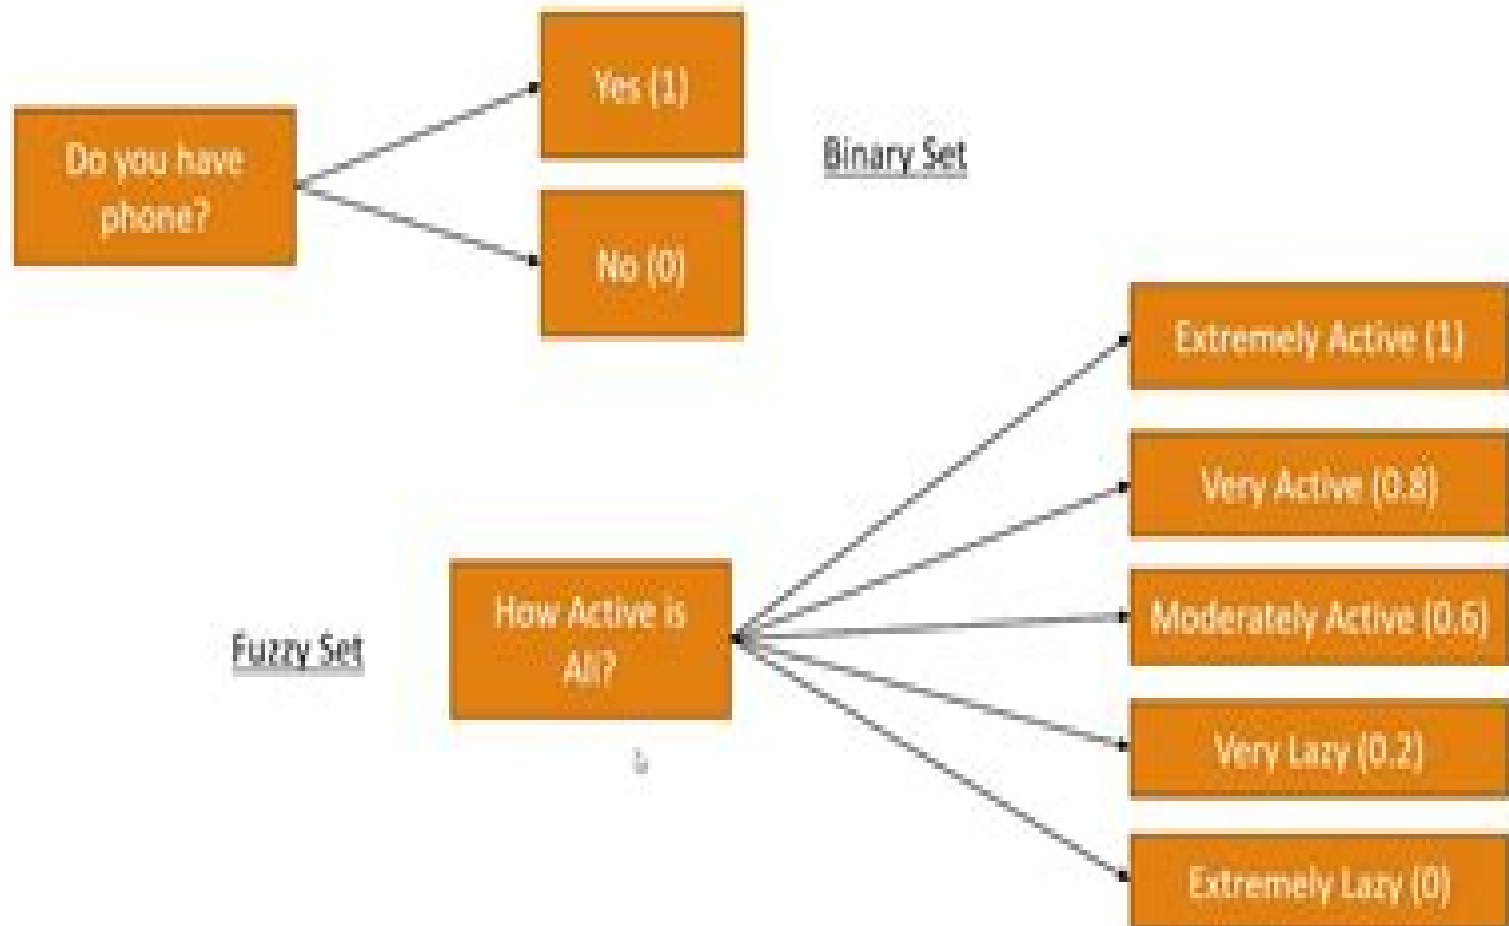 Do you have
phone?
Yes (1)
No (0)
Binary Set
Fuzzy Set
How Active is
Ali?
Extremely Active (1)
Very Active (0.8)
Moderately Active (0.6)
Very Lazy (0.2)
Extremely Lazy (0)